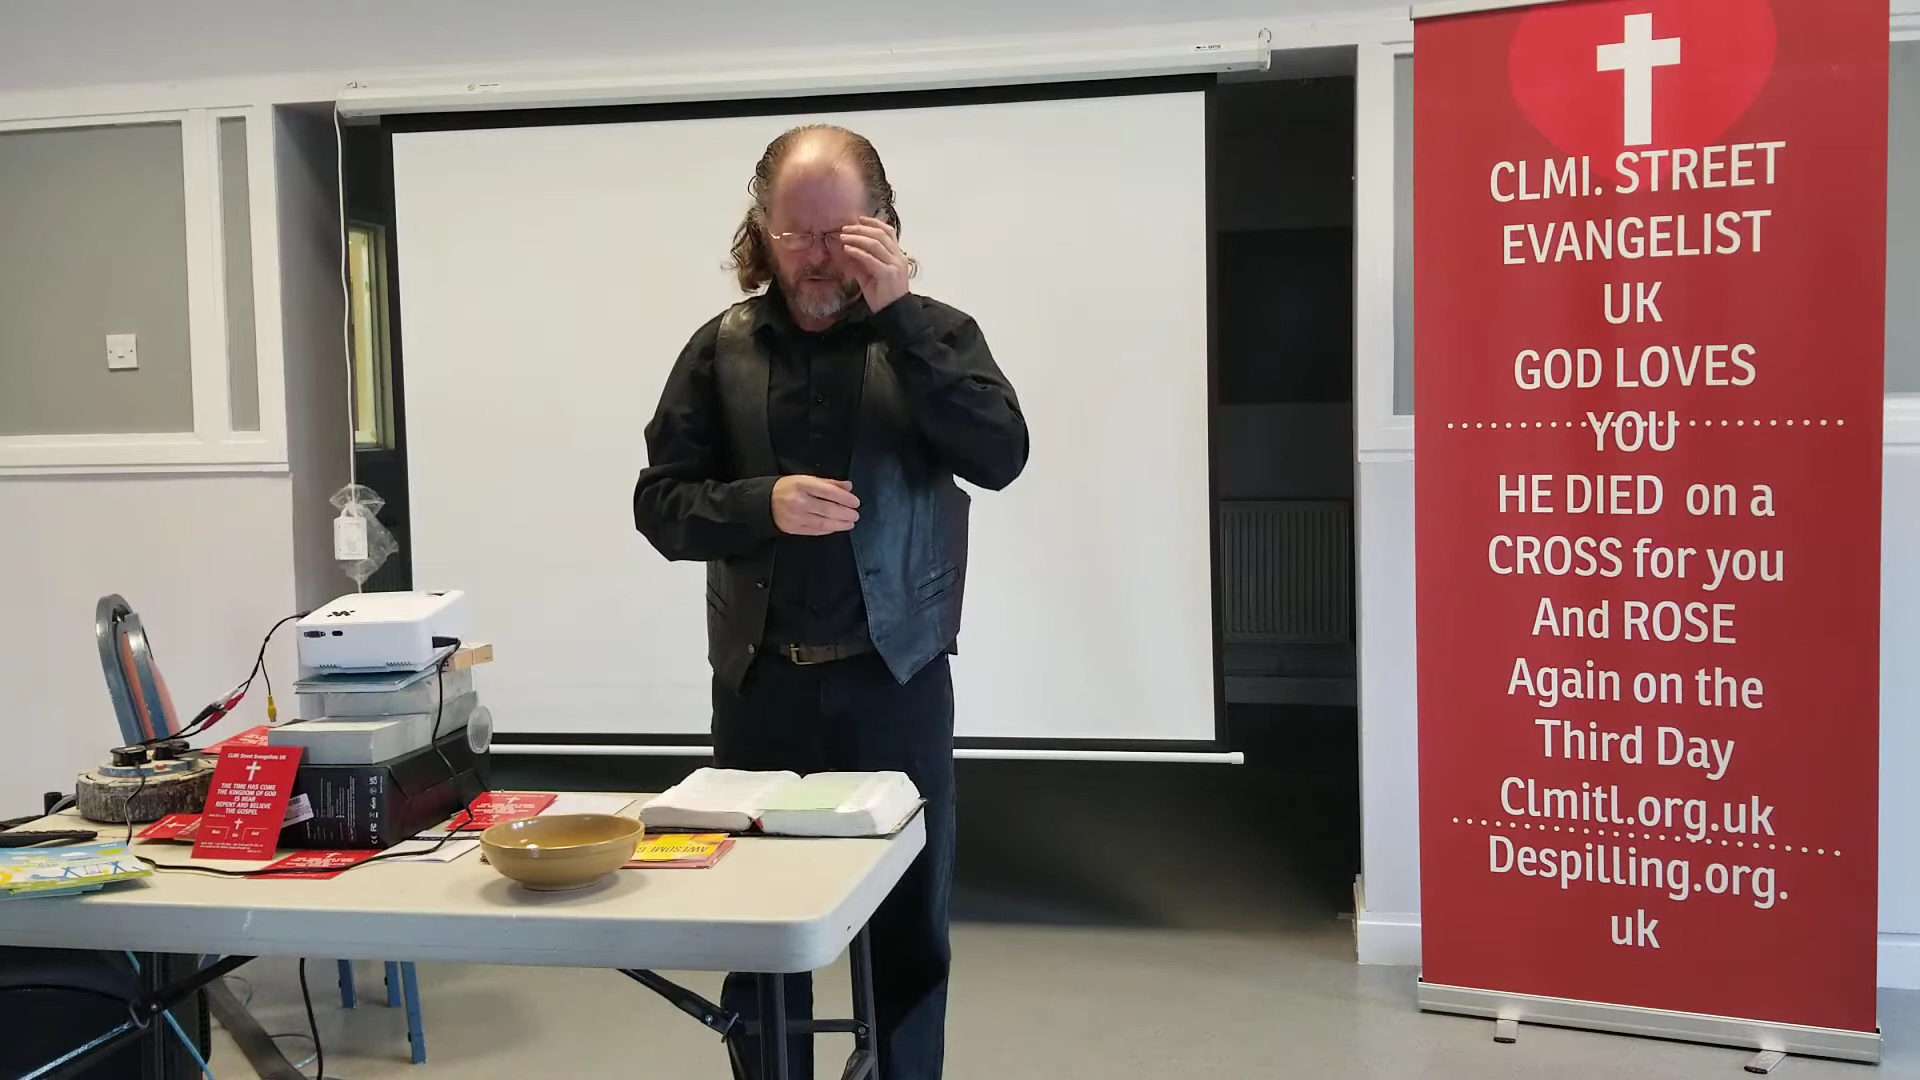 CLMI. STREET
EVANGELIST
UK
GOD LOVES
YOU
HE DIED on a
CROSS for you
And ROSE
Again on the
Third Day
Clmitl.org.uk
Despilling.org.
uk
CLMI Street Evangelists UK
THE TIME HAS COME
THE KINGDOM OF GOD
IS NEAR
REPENT AND BELIEVE
THE GOSPEL
AWESOME